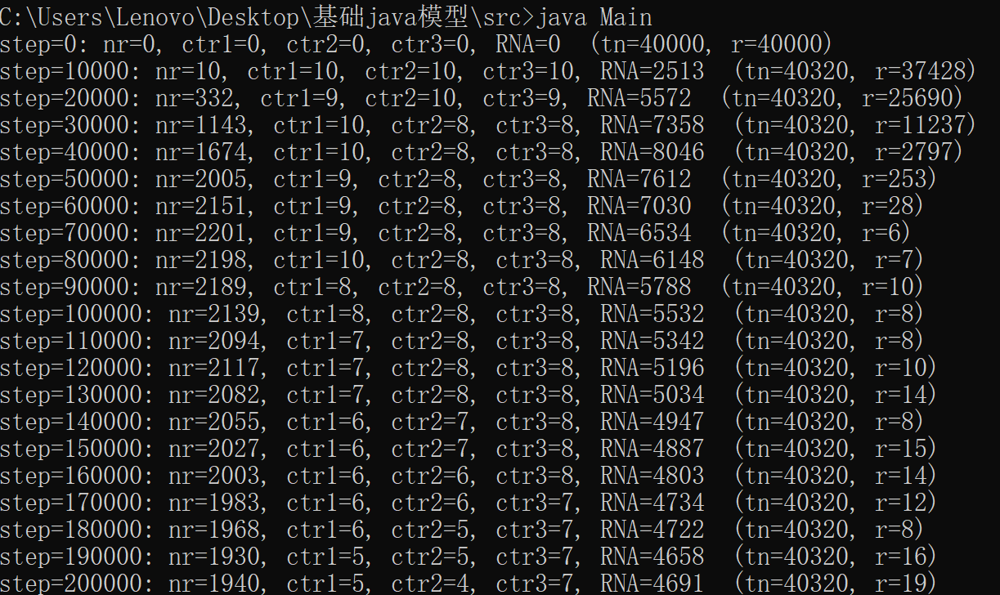 C:\Users\Lenovo\Desktop\基础java模型\src>java Main
step=0: nr=0, ctr1=0, ctr2=0, ctr3=0, RNA=0  (tn=40000, r=40000)
step=10000: nr=10, ctr1=10, ctr2=10, ctr3=10, RNA=2513  (tn=40320, r=37428)
step=20000: nr=332, ctr1=9, ctr2=10, ctr3=9, RNA=5572  (tn=40320, r=25690)
step=30000: nr=1143, ctr1=10, ctr2=8, ctr3=8, RNA=7358  (tn=40320, r=11237)
step=40000: nr=1674, ctr1=10, ctr2=8, ctr3=8, RNA=8046  (tn=40320, r=2797)
step=50000: nr=2005, ctr1=9, ctr2=8, ctr3=8, RNA=7612  (tn=40320, r=253)
step=60000: nr=2151, ctr1=9, ctr2=8, ctr3=8, RNA=7030  (tn=40320, r=28)
step=70000: nr=2201, ctr1=9, ctr2=8, ctr3=8, RNA=6534  (tn=40320, r=6)
step=80000: nr=2198, ctr1=10, ctr2=8, ctr3=8, RNA=6148  (tn=40320, r=7)
step=90000: nr=2189, ctr1=8, ctr2=8, ctr3=8, RNA=5788  (tn=40320, r=10)
step=100000: nr=2139, ctr1=8, ctr2=8, ctr3=8, RNA=5532  (tn=40320, r=8)
step=110000: nr=2094, ctr1=7, ctr2=8, ctr3=8, RNA=5342  (tn=40320, r=8)
step=120000: nr=2117, ctr1=7, ctr2=8, ctr3=8, RNA=5196  (tn=40320, r=10)
step=130000: nr=2082, ctr1=7, ctr2=8, ctr3=8, RNA=5034  (tn=40320, r=14)
step=140000: nr=2055, ctr1=6, ctr2=7, ctr3=8, RNA=4947  (tn=40320, r=8)
step=150000: nr=2027, ctr1=6, ctr2=7, ctr3=8, RNA=4887  (tn=40320, r=15)
step=160000: nr=2003, ctr1=6, ctr2=6, ctr3=8, RNA=4803  (tn=40320, r=14)
step=170000: nr=1983, ctr1=6, ctr2=6, ctr3=7, RNA=4734  (tn=40320, r=12)
step=180000: nr=1968, ctr1=6, ctr2=5, ctr3=7, RNA=4722  (tn=40320, r=8)
step=190000: nr=1930, ctr1=5, ctr2=5, ctr3=7, RNA=4658  (tn=40320, r=16)
step=200000: nr=1940, ctr1=5, ctr2=4, ctr3=7, RNA=4691  (tn=40320, r=19)